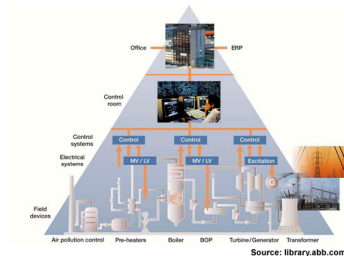 Office
ERP
Control
room
Control
systems
Control
Control
Control
Electrical
systems
MV / LV
MV / LV
Excitation
G
Field
devices
Air pollution control
Pre-heaters
Boiler
BOP
Turbine/Generator
Transformer
Source: library.abb.com